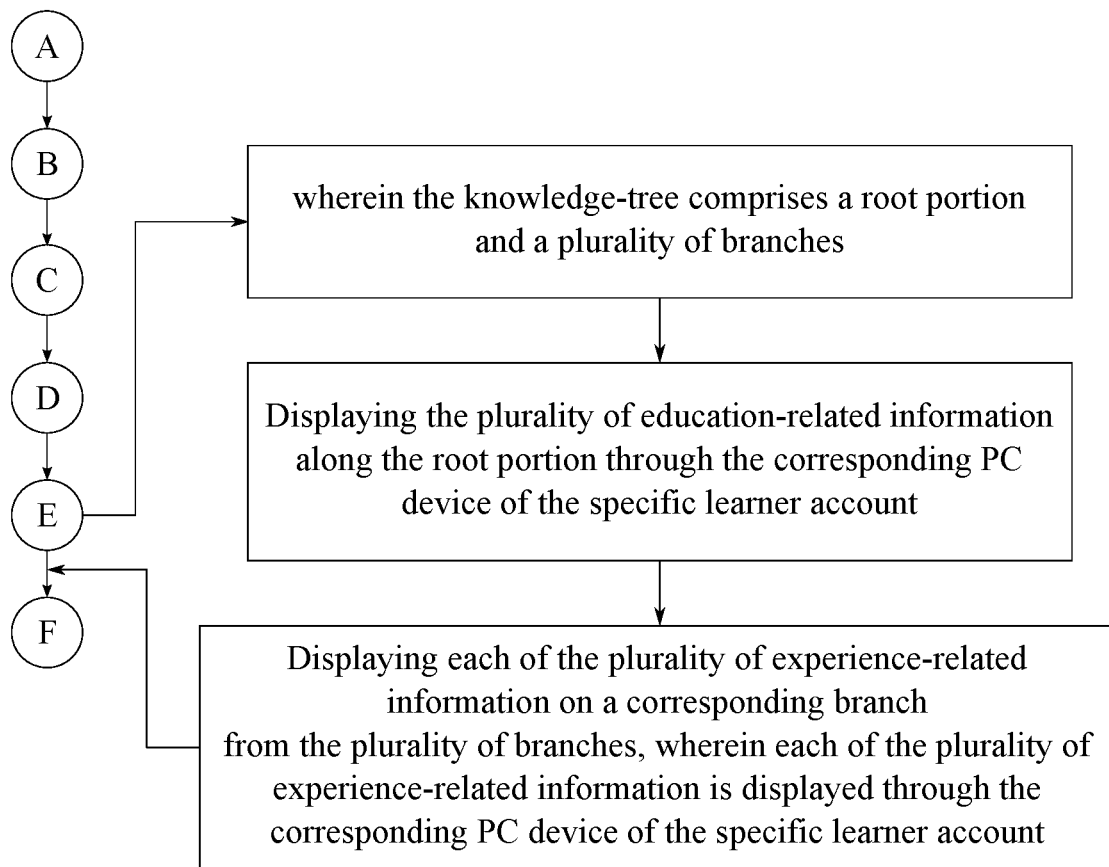 A
B
C
D
E
F
wherein the knowledge-tree comprises a root portion
and a plurality of branches
Displaying the plurality of education-related information
along the root portion through the corresponding PC
device of the specific learner account
Displaying each of the plurality of experience-related
information on a corresponding branch
from the plurality of branches, wherein each of the plurality of
experience-related information is displayed through the
corresponding PC device of the specific learner account